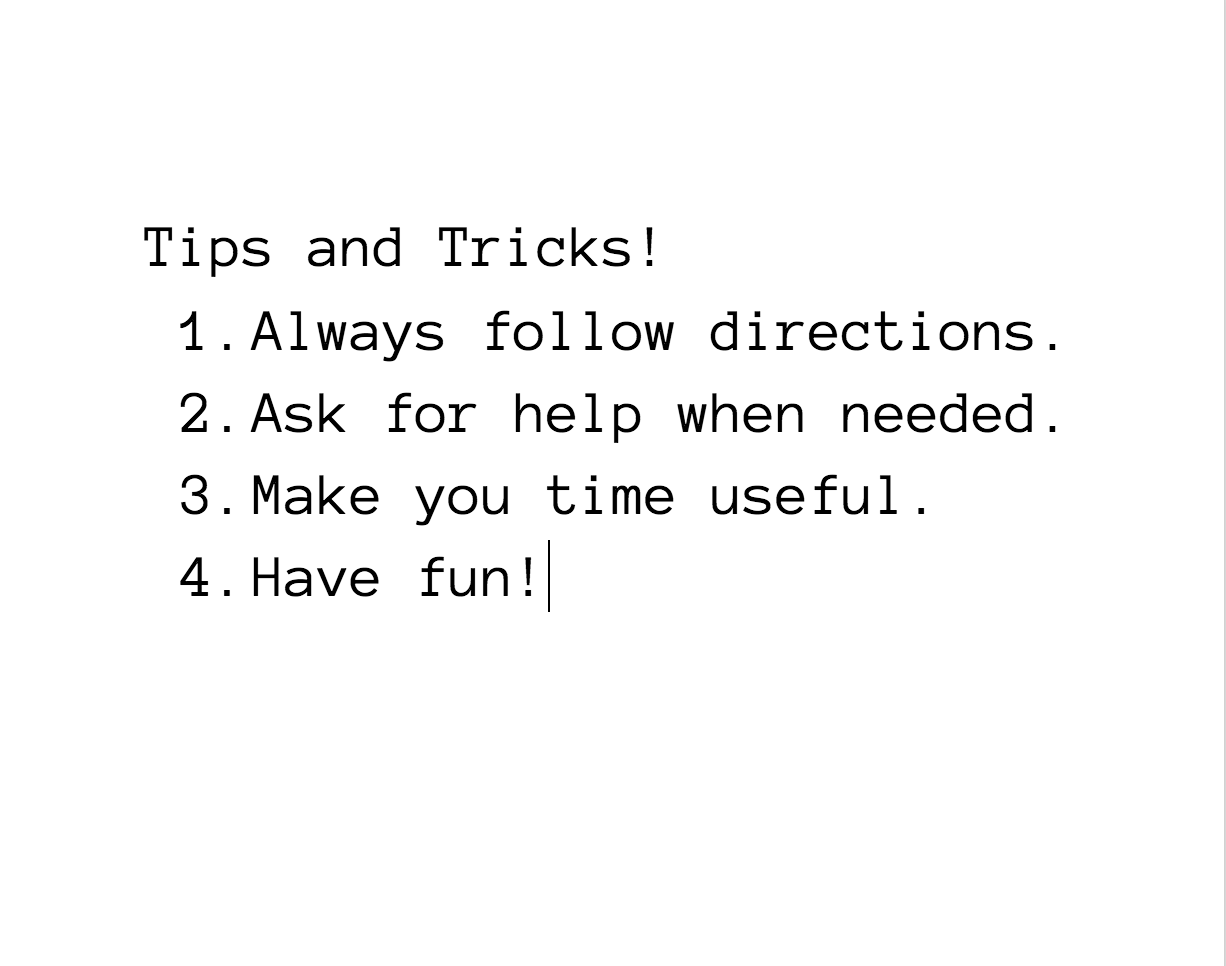 Tips and Tricks!
1. Always follow directions.
2. Ask for help when needed.
3. Make you time useful.
4. Have fun!